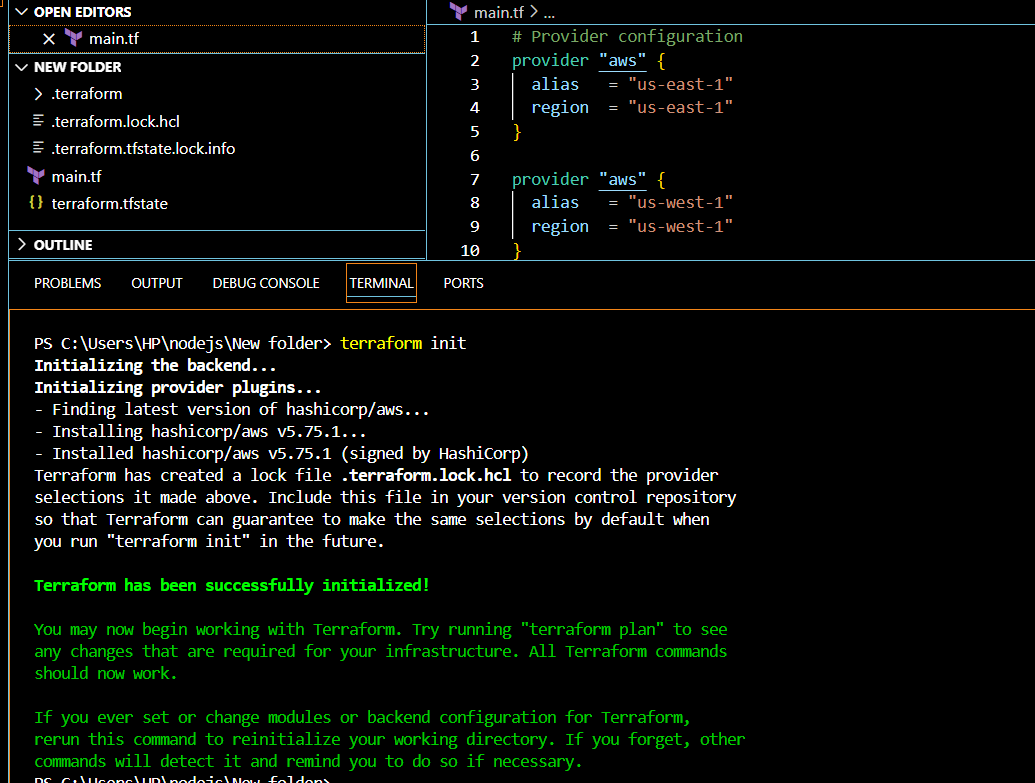 OPEN EDITORS
main.tf
NEW FOLDER
.terraform
.terraform.lock.hcl
.terraform.tfstate.lock.info
main.tf
{} terraform.tfstate
OUTLINE
main.tf > ...
1 # Provider configuration
2 provider "aws" {
3 alias = "us-east-1"
4 region = "us-east-1"
5 }
6
7 provider "aws" {
8 alias = "us-west-1"
9 region = "us-west-1"
10 }
PROBLEMS OUTPUT DEBUG CONSOLE TERMINAL PORTS
PS C:\Users\HP\nodejs\New folder> terraform init
Initializing the backend...
Initializing provider plugins...
- Finding latest version of hashicorp/aws...
- Installing hashicorp/aws v5.75.1...
- Installed hashicorp/aws v5.75.1 (signed by HashiCorp)
Terraform has created a lock file .terraform.lock.hcl to record the provider
selections it made above. Include this file in your version control repository
so that Terraform can guarantee to make the same selections by default when
you run "terraform init" in the future.
Terraform has been successfully initialized!
You may now begin working with Terraform. Try running "terraform plan" to see
any changes that are required for your infrastructure. All Terraform commands
should now work.
If you ever set or change modules or backend configuration for Terraform,
rerun this command to reinitialize your working directory. If you forget, other
commands will detect it and remind you to do so if necessary.
PS C:\Users\HP\nodejs\New folder>